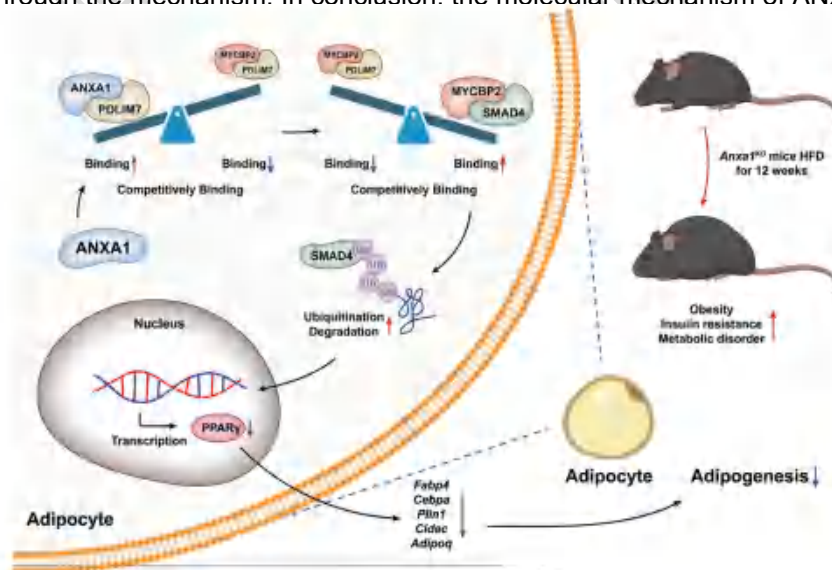 through the mechanism. In conclusion, the molecular mechanism of ANX
MYCBP2
PDLIM7
MYCBP2
PDLIM7
ANXA1
PDLIM7
MYCBP2
SMAD4
Binding↑
Binding↓
Binding↓
Binding↑
Competitively Binding
Competitively Binding
Anxa1KO mice HFD
for 12 weeks
ANXA1
SMAD4
Ubiquitination
Degradation ↑
Obesity
Insulin resistance
Metabolic disorder ↑
Nucleus
Transcription
PPARγ ↓
Adipocyte
Adipogenesis↓
Fabp4
Cebpa
Plin1
Cidec
Adipoq
Adipocyte